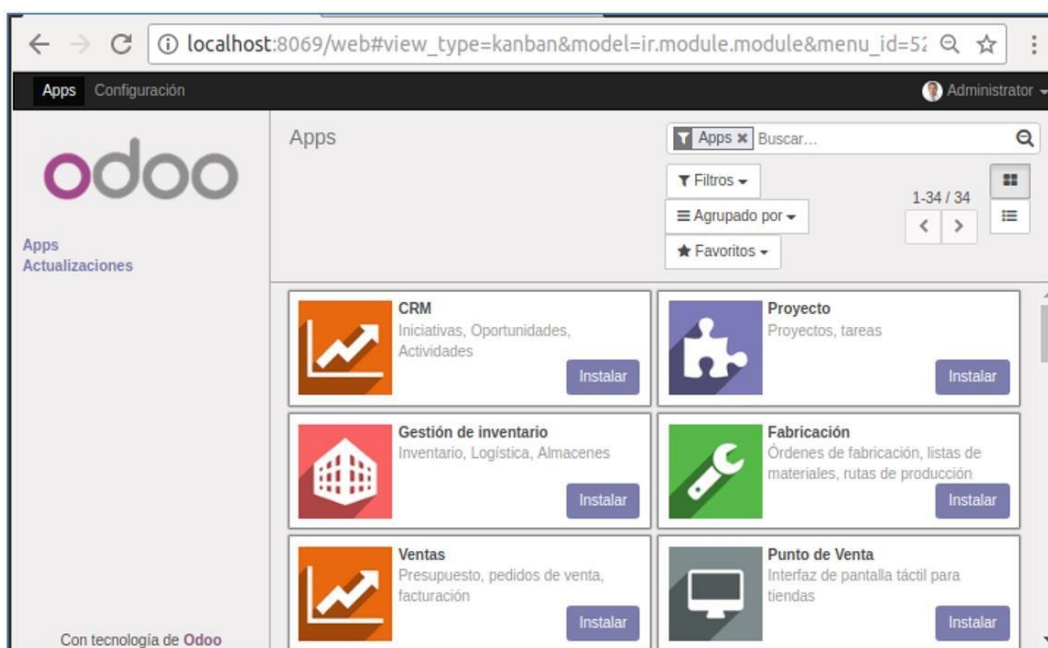 localhost:8069/web#view_type=kanban&model=ir.module.module&menu_id=52
Apps Configuración Administrator
odoo
Apps
Actualizaciones
Con tecnología de Odoo
Apps
Apps Buscar...
Filtros
Agrupado por
Favoritos
1-34 / 34
CRM
Iniciativas, Oportunidades,
Actividades
Instalar
Proyecto
Proyectos, tareas
Instalar
Gestión de inventario
Inventario, Logística, Almacenes
Instalar
Fabricación
Órdenes de fabricación, listas de
materiales, rutas de producción
Instalar
Ventas
Presupuesto, pedidos de venta,
facturación
Instalar
Punto de Venta
Interfaz de pantalla táctil para
tiendas
Instalar